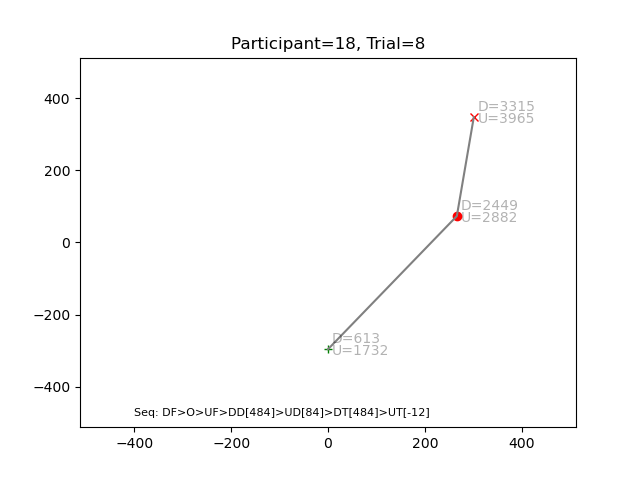 Participant=18, Trial=8
400
200
0
−200
−400
D=3315
U=3965
D=2449
U=2882
D=613
U=1732
Seq: DF>O>UF>DD[484]>UD[84]>DT[484]>UT[-12]
−400
−200
0
200
400